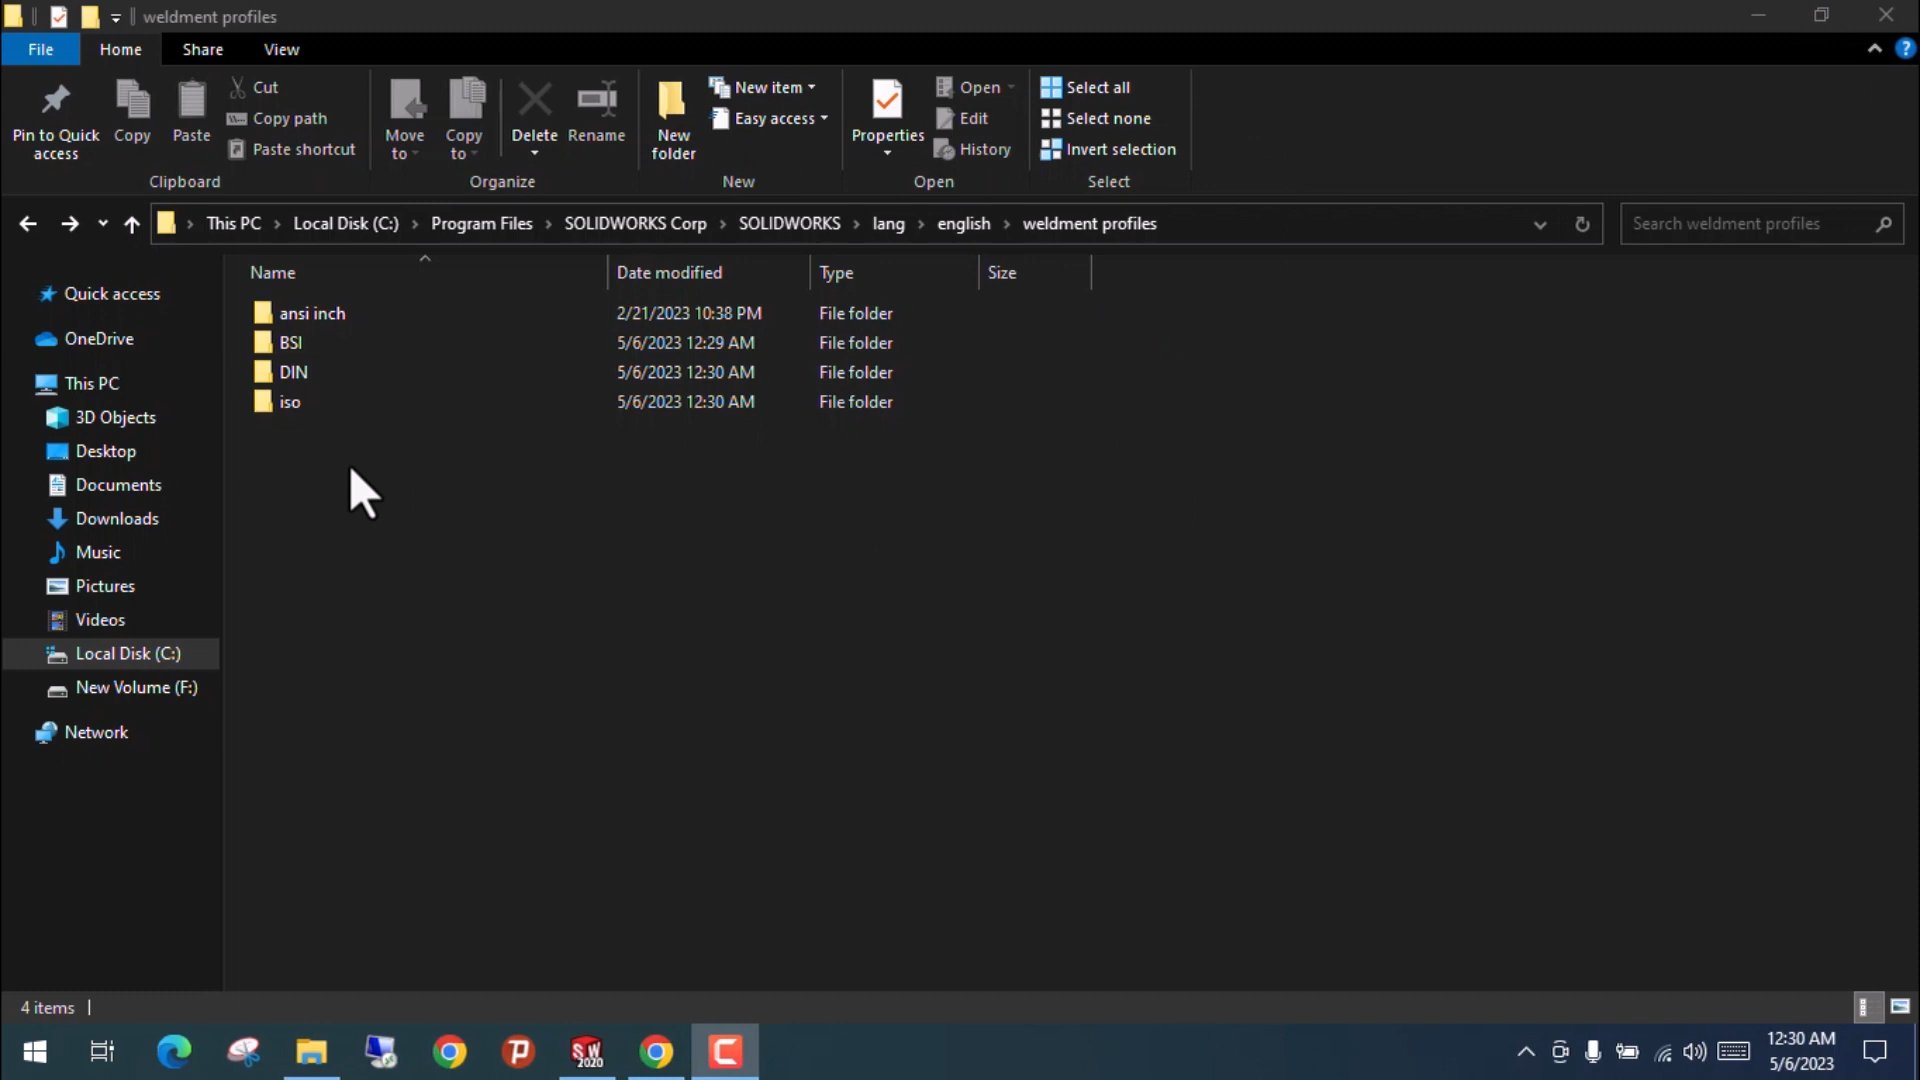 weldment profiles
File Home Share View
Pin to Quick access
Copy
Paste
Cut
Copy path
Paste shortcut
Clipboard
Move to
Copy to
Delete
Rename
Organize
New folder
New item
Easy access
New
Properties
Open
Edit
History
Open
Select all
Select none
Invert selection
Select
This PC > Local Disk (C:) > Program Files > SOLIDWORKS Corp > SOLIDWORKS > lang > english > weldment profiles
Search weldment profiles
Quick access
OneDrive
This PC
3D Objects
Desktop
Documents
Downloads
Music
Pictures
Videos
Local Disk (C:)
New Volume (F:)
Network
Name Date modified Type Size
ansi inch 2/21/2023 10:38 PM File folder
BSI 5/6/2023 12:29 AM File folder
DIN 5/6/2023 12:30 AM File folder
iso 5/6/2023 12:30 AM File folder
4 items
SW
2020
12:30 AM
5/6/2023